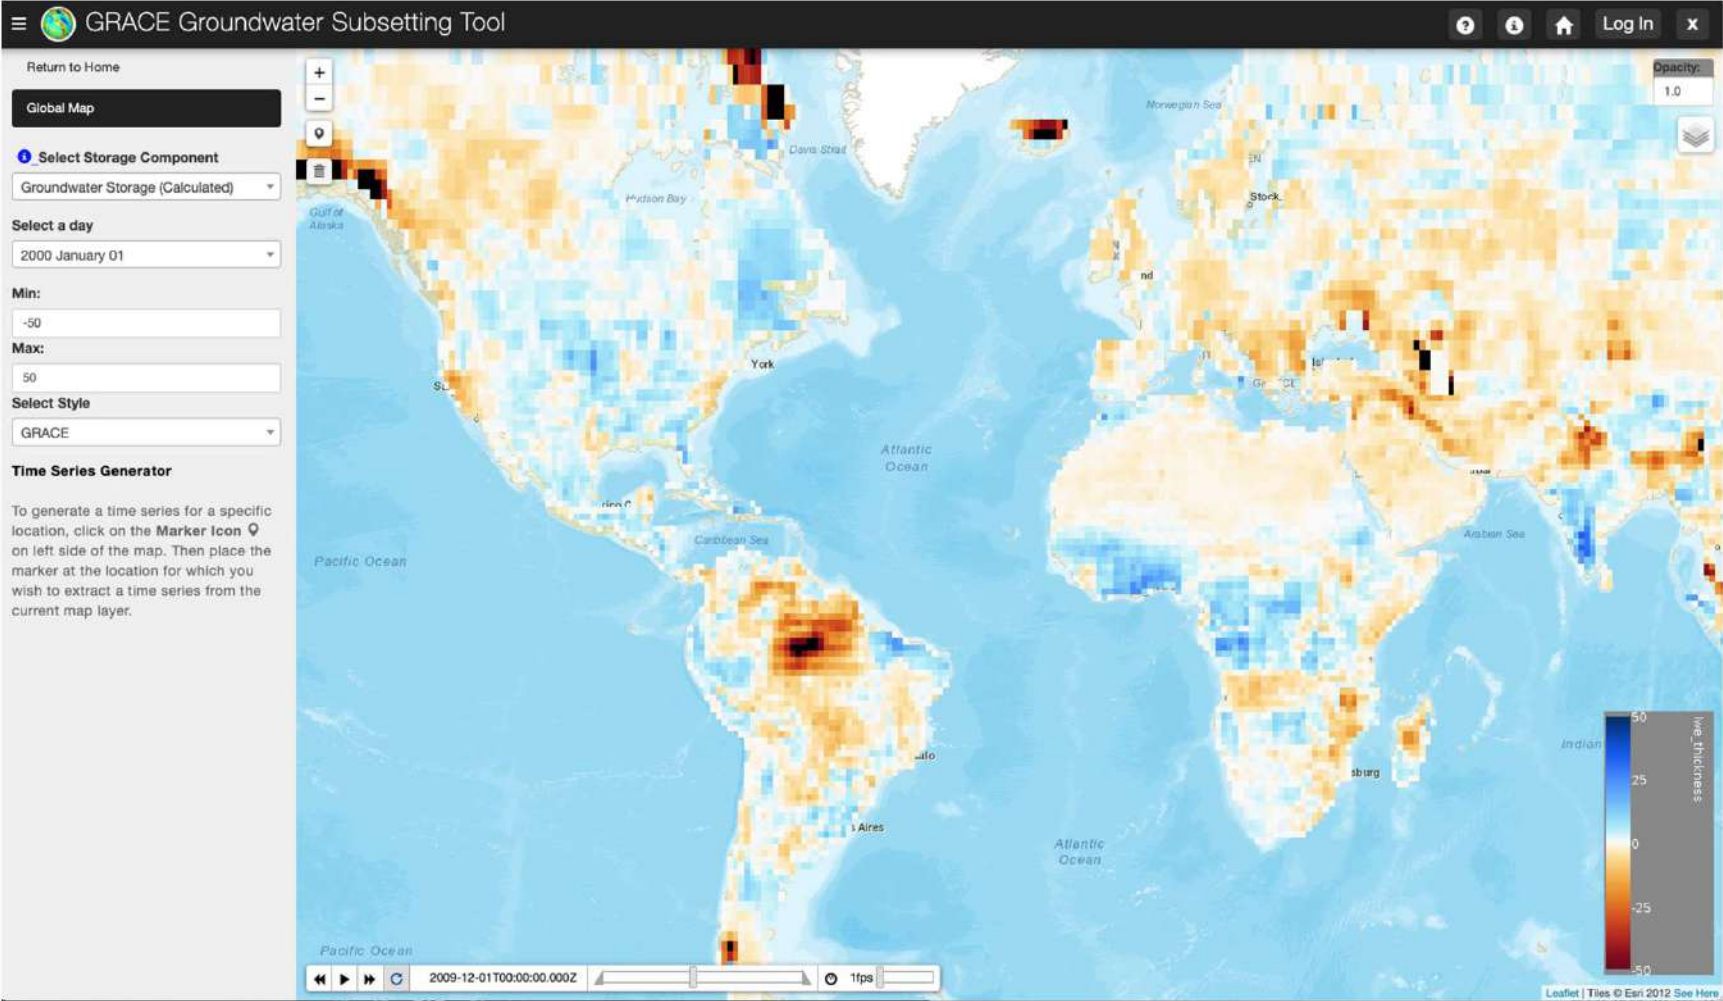 GRACE Groundwater Subsetting Tool
Log In
x
Return to Home
Global Map
Select Storage Component
Groundwater Storage (Calculated)
Select a day
2000 January 01
Min:
-50
Max:
50
Select Style
GRACE
Time Series Generator
To generate a time series for a specific
location, click on the Marker Icon
on left side of the map. Then place the
marker at the location for which you
wish to extract a time series from the
current map layer.
+
−
Opacity:
1.0
Norwegian Sea
Davis Strait
Hudson Bay
Gulf of
Alaska
Stock
nd
York
Atlantic
Ocean
Caribbean Sea
Arabian Sea
Pacific Ocean
Indian
sburg
Aires
Atlantic
Ocean
Pacific Ocean
50
25
0
-25
-50
lwe_thickness
2009-12-01T00:00:00.000Z
1fps
Leaflet | Tiles © Esri 2012 See Here